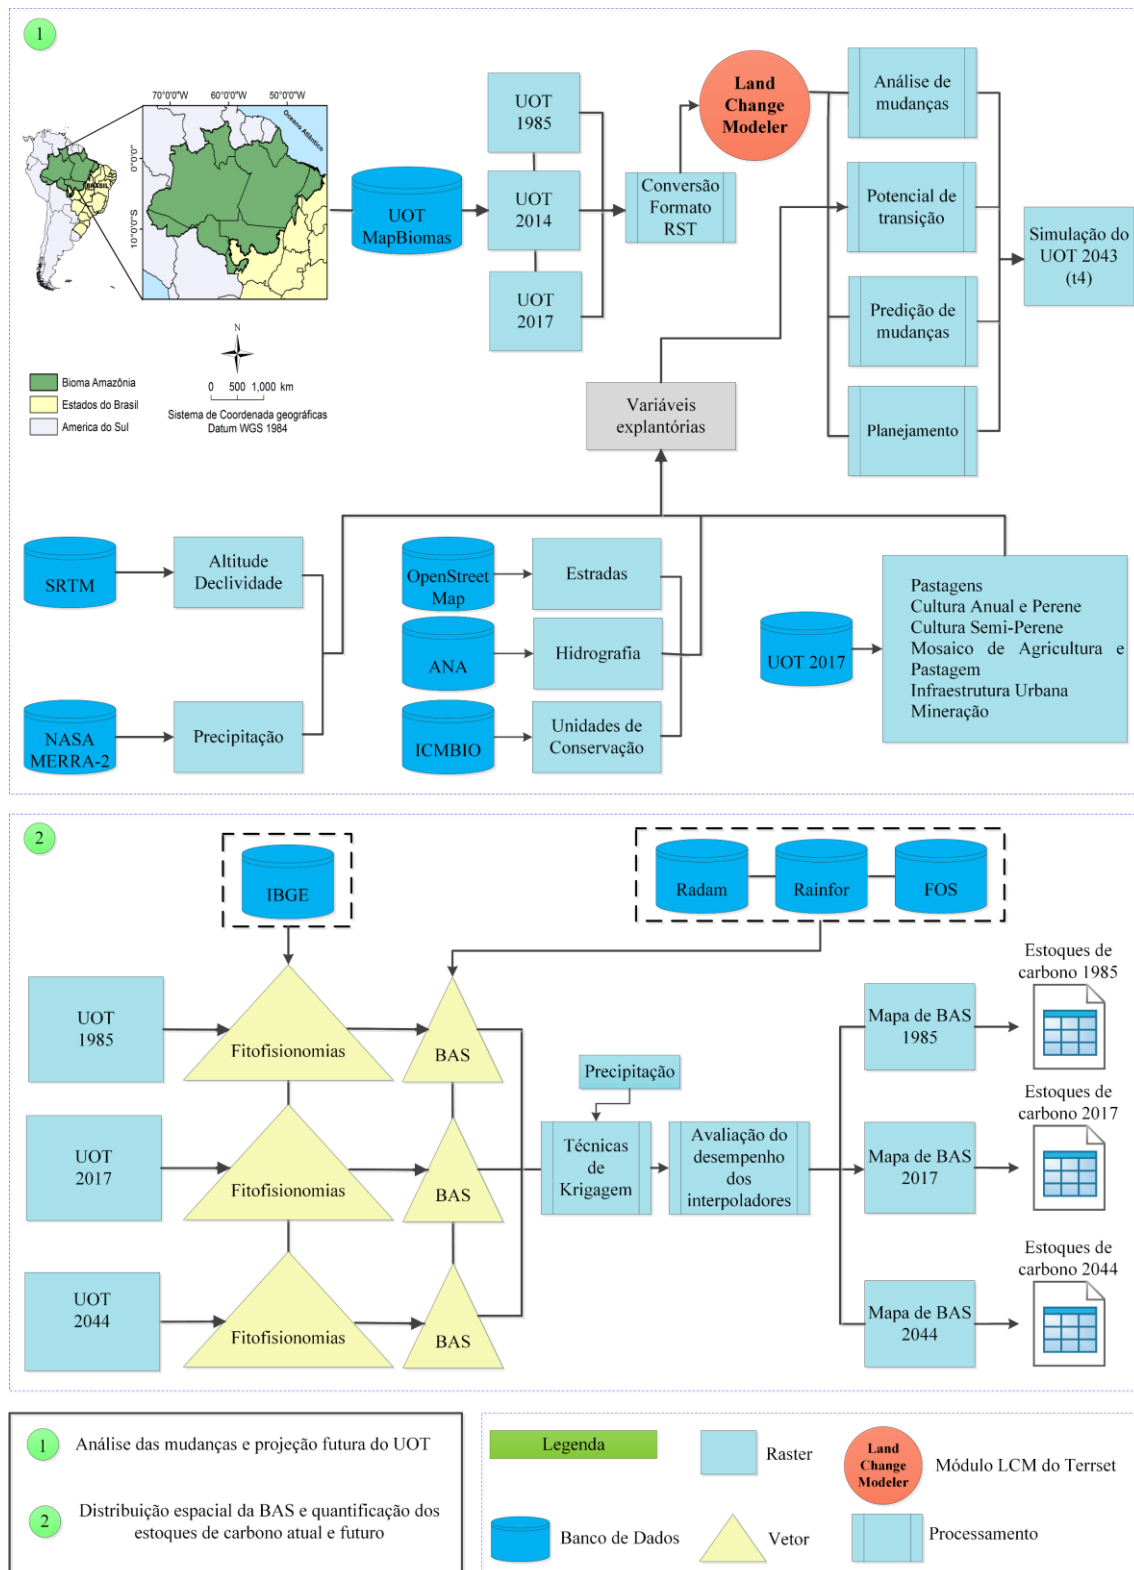 1
70°0'0"W
60°0'0"W
50°0'0"W
Oceano Atlântico
0°0'0"
10°0'0"S
BRASIL
N
0 500 1,000 km
Sistema de Coordenada geográficas
Datum WGS 1984
Bioma Amazônia
Estados do Brasil
America do Sul
UOT
MapBiomas
UOT
1985
UOT
2014
UOT
2017
Conversão
Formato
RST
Land
Change
Modeler
Análise de
mudanças
Potencial de
transição
Predição de
mudanças
Planejamento
Simulação do
UOT 2043
(t4)
Variáveis
explantórias
SRTM
Altitude
Declividade
NASA
MERRA-2
Precipitação
OpenStreet
Map
Estradas
ANA
Hidrografia
ICMBIO
Unidades de
Conservação
UOT 2017
Pastagens
Cultura Anual e Perene
Cultura Semi-Perene
Mosaico de Agricultura e
Pastagem
Infraestrutura Urbana
Mineração
2
IBGE
Radam
Rainfor
FOS
UOT
1985
Fitofisionomias
BAS
UOT
2017
Fitofisionomias
BAS
UOT
2044
Fitofisionomias
BAS
Precipitação
Técnicas
de
Krigagem
Avaliação do
desempenho
dos
interpoladores
Mapa de BAS
1985
Estoques de
carbono 1985
Mapa de BAS
2017
Estoques de
carbono 2017
Mapa de BAS
2044
Estoques de
carbono 2044
1
Análise das mudanças e projeção futura do UOT
2
Distribuição espacial da BAS e quantificação dos
estoques de carbono atual e futuro
Legenda
Raster
Land
Change
Modeler
Módulo LCM do Terrset
Banco de Dados
Vetor
Processamento